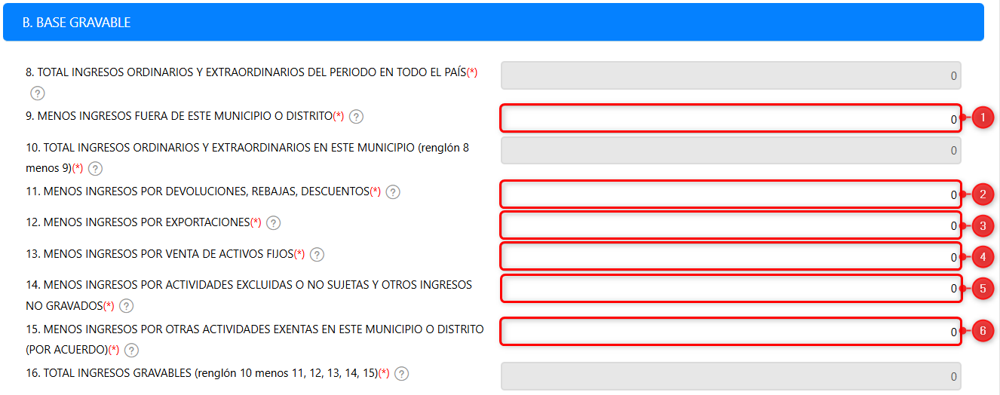 B. BASE GRAVABLE
8. TOTAL INGRESOS ORDINARIOS Y EXTRAORDINARIOS DEL PERIODO EN TODO EL PAÍS(*)
?
0
9. MENOS INGRESOS FUERA DE ESTE MUNICIPIO O DISTRITO(*) ?
0
1
10. TOTAL INGRESOS ORDINARIOS Y EXTRAORDINARIOS EN ESTE MUNICIPIO (renglón 8
menos 9)(*) ?
0
11. MENOS INGRESOS POR DEVOLUCIONES, REBAJAS, DESCUENTOS(*) ?
0
2
12. MENOS INGRESOS POR EXPORTACIONES(*) ?
0
3
13. MENOS INGRESOS POR VENTA DE ACTIVOS FIJOS(*) ?
0
4
14. MENOS INGRESOS POR ACTIVIDADES EXCLUIDAS O NO SUJETAS Y OTROS INGRESOS
NO GRAVADOS(*) ?
0
5
15. MENOS INGRESOS POR OTRAS ACTIVIDADES EXENTAS EN ESTE MUNICIPIO O DISTRITO
(POR ACUERDO)(*) ?
0
6
16. TOTAL INGRESOS GRAVABLES (renglón 10 menos 11, 12, 13, 14, 15)(*) ?
0